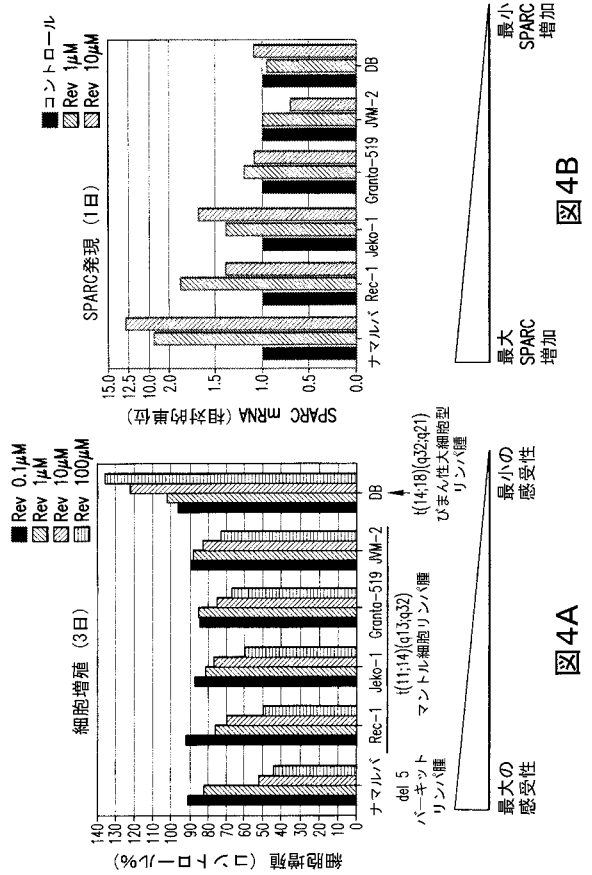 細胞増殖 (3日)
Rev 0.1μM
Rev 1μM
Rev 10μM
Rev 100μM
細胞増殖 (コントロール%)
140
130
120
110
100
90
80
70
60
50
40
30
20
10
0
ナマルバ Rec-1 Jeko-1 Granta-519 JVM-2 DB
del 5
バーキット
リンパ腫
t(11;14)(q13;q32)
マントル細胞リンパ腫
t(14;18)(q32;q21)
びまん性大細胞型
リンパ腫
最大の
感受性
最小の
感受性
図4A
SPARC発現 (1日)
コントロール
Rev 1μM
Rev 10μM
SPARC mRNA (相対的単位)
15.0
12.5
10.0
2.0
1.5
1.0
0.5
0.0
ナマルバ Rec-1 Jeko-1 Granta-519 JVM-2 DB
最大
SPARC
増加
最小
SPARC
増加
図4B